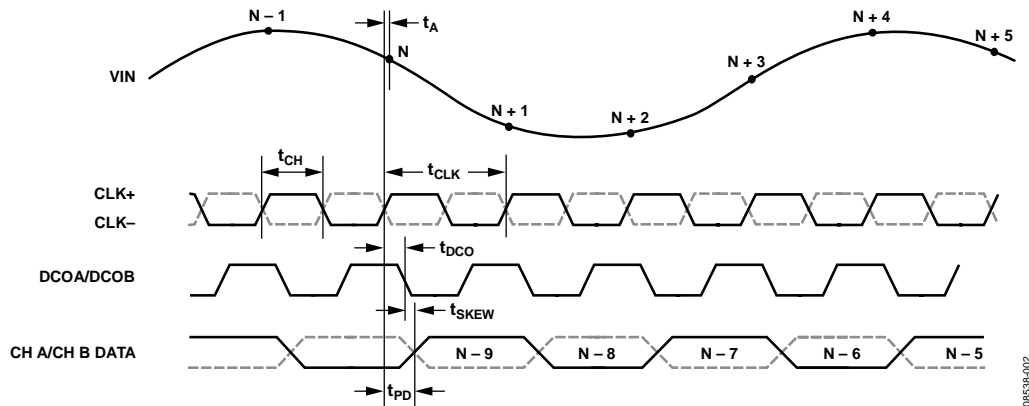 N – 1
tA
N
N + 4
N + 5
VIN
N + 3
N + 1
N + 2
tCH
tCLK
CLK+
CLK–
tDCO
DCOA/DCOB
tSKEW
CH A/CH B DATA
N – 9
N – 8
N – 7
N – 6
N – 5
tPD
08538-002